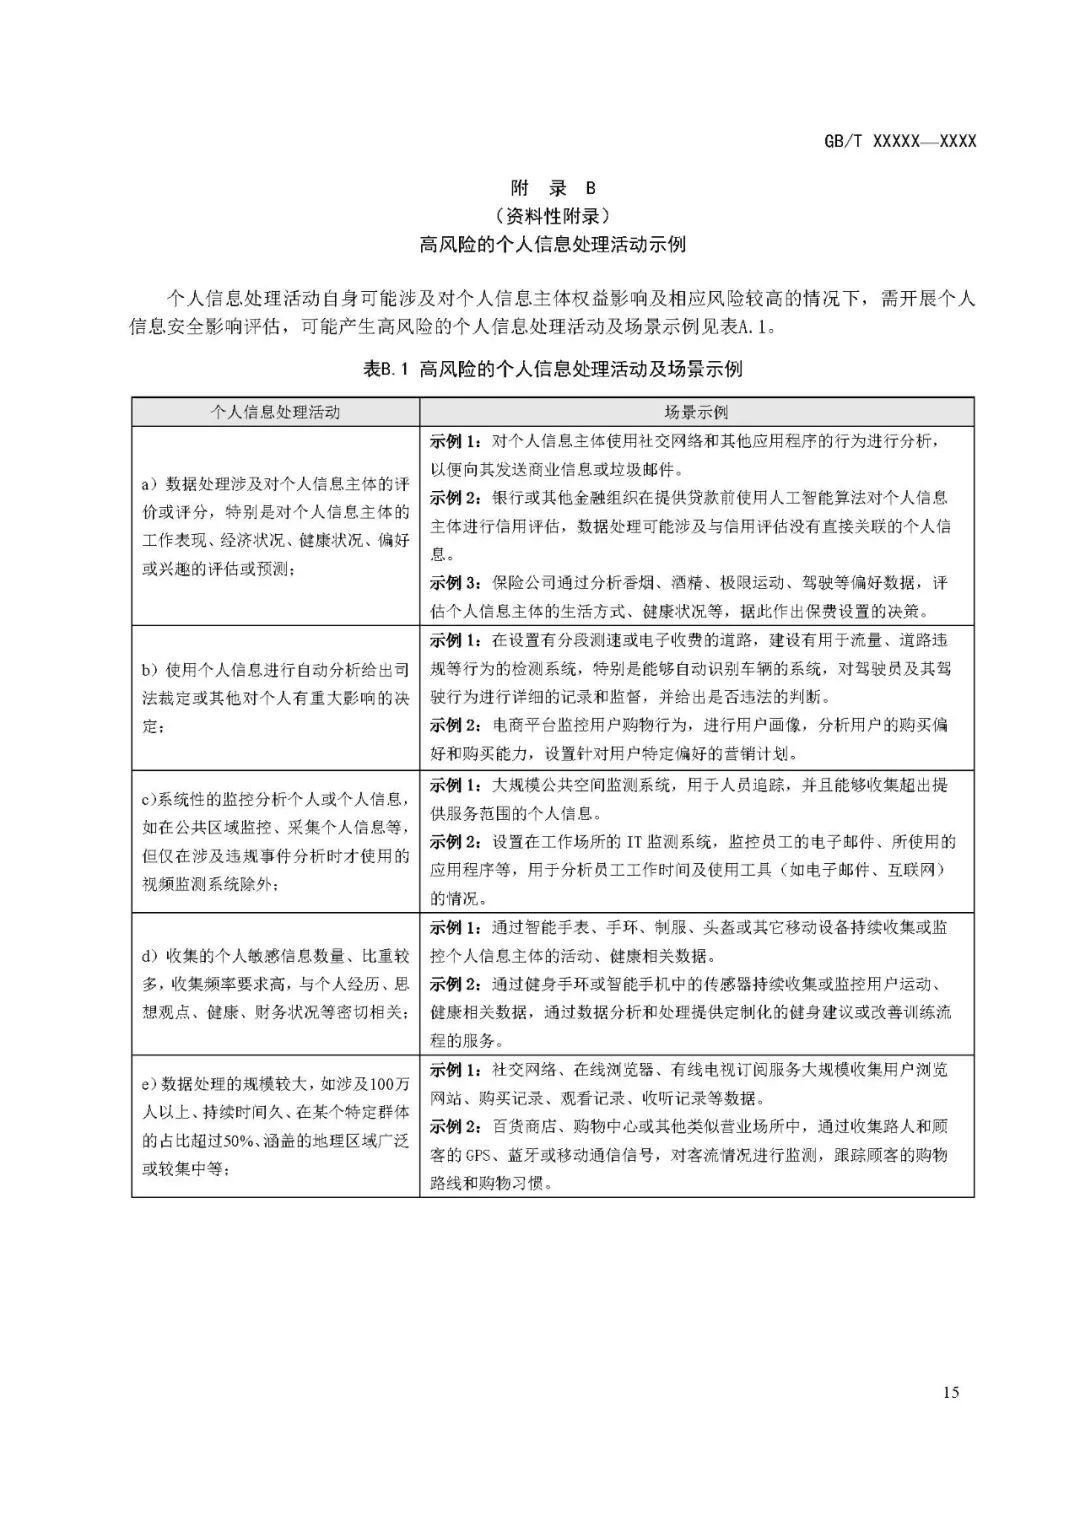 GB/T XXXXX—XXXX
附 录 B
（资料性附录）
高风险的个人信息处理活动示例
个人信息处理活动自身可能涉及对个人信息主体权益影响及相应风险较高的情况下，需开展个人
信息安全影响评估，可能产生高风险的个人信息处理活动及场景示例见表A.1。
表B.1 高风险的个人信息处理活动及场景示例
个人信息处理活动
场景示例
a）数据处理涉及对个人信息主体的评
价或评分，特别是对个人信息主体的
工作表现、经济状况、健康状况、偏好
或兴趣的评估或预测；
示例1：对个人信息主体使用社交网络和其他应用程序的行为进行分析，
以便向其发送商业信息或垃圾邮件。
示例2：银行或其他金融组织在提供贷款前使用人工智能算法对个人信息
主体进行信用评估，数据处理可能涉及与信用评估没有直接关联的个人信
息。
示例3：保险公司通过分析香烟、酒精、极限运动、驾驶等偏好数据，评
估个人信息主体的生活方式、健康状况等，据此作出保费设置的决策。
b）使用个人信息进行自动分析给出司
法裁定或其他对个人有重大影响的决
定；
示例1：在设置有分段测速或电子收费的道路，建设有用于流量、道路违
规等行为的检测系统，特别是能够自动识别车辆的系统，对驾驶员及其驾
驶行为进行详细的记录和监督，并给出是否违法的判断。
示例2：电商平台监控用户购物行为，进行用户画像，分析用户的购买偏
好和购买能力，设置针对用户特定偏好的营销计划。
c)系统性的监控分析个人或个人信息，
如在公共区域监控、采集个人信息等，
但仅在涉及违规事件分析时才使用的
视频监测系统除外；
示例1：大规模公共空间监测系统，用于人员追踪，并且能够收集超出提
供服务范围的个人信息。
示例2：设置在工作场所的IT监测系统，监控员工的电子邮件、所使用的
应用程序等，用于分析员工工作时间及使用工具（如电子邮件、互联网）
的情况。
d）收集的个人敏感信息数量、比重较
多，收集频率要求高，与个人经历、思
想观点、健康、财务状况等密切相关；
示例1：通过智能手表、手环、制服、头盔或其它移动设备持续收集或监
控个人信息主体的活动、健康相关数据。
示例2：通过健身手环或智能手机中的传感器持续收集或监控用户运动、
健康相关数据，通过数据分析和处理提供定制化的健身建议或改善训练流
程的服务。
e）数据处理的规模较大，如涉及100万
人以上、持续时间久、在某个特定群体
的占比超过50%、涵盖的地理区域广泛
或较集中等；
示例1：社交网络、在线浏览器、有线电视订阅服务大规模收集用户浏览
网站、购买记录、观看记录、收听记录等数据。
示例2：百货商店、购物中心或其他类似营业场所中，通过收集路人和顾
客的GPS、蓝牙或移动通信信号，对客流情况进行监测，跟踪顾客的购物
路线和购物习惯。
15